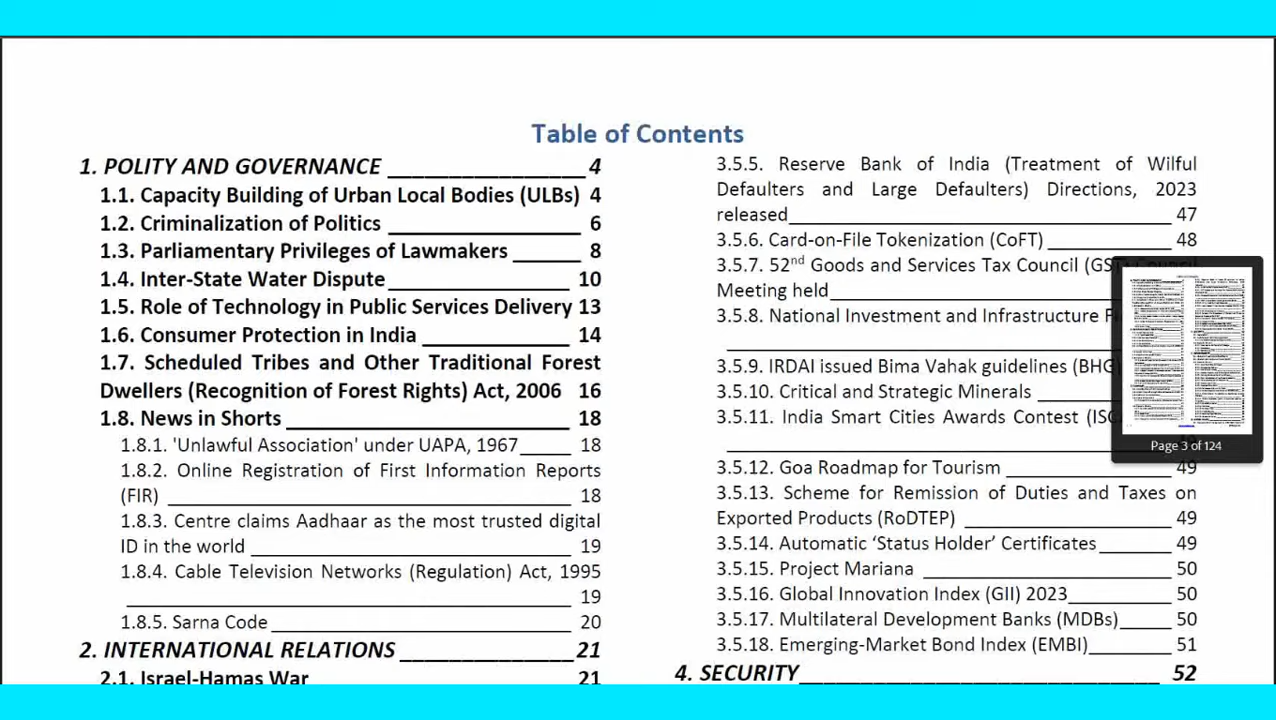 Table of Contents
1. POLITY AND GOVERNANCE 4
1.1. Capacity Building of Urban Local Bodies (ULBs) 4
1.2. Criminalization of Politics 6
1.3. Parliamentary Privileges of Lawmakers 8
1.4. Inter-State Water Dispute 10
1.5. Role of Technology in Public Services Delivery 13
1.6. Consumer Protection in India 14
1.7. Scheduled Tribes and Other Traditional Forest
Dwellers (Recognition of Forest Rights) Act, 2006 16
1.8. News in Shorts 18
1.8.1. 'Unlawful Association' under UAPA, 1967 18
1.8.2. Online Registration of First Information Reports
(FIR) 18
1.8.3. Centre claims Aadhaar as the most trusted digital
ID in the world 19
1.8.4. Cable Television Networks (Regulation) Act, 1995
19
1.8.5. Sarna Code 20
2. INTERNATIONAL RELATIONS 21
2.1. Israel-Hamas War 21
3.5.5. Reserve Bank of India (Treatment of Wilful
Defaulters and Large Defaulters) Directions, 2023
released 47
3.5.6. Card-on-File Tokenization (CoFT) 48
3.5.7. 52nd Goods and Services Tax Council (GST) Council
Meeting held
3.5.8. National Investment and Infrastructure
3.5.9. IRDAI issued Bima Vahak guidelines (BHG)
3.5.10. Critical and Strategic Minerals
3.5.11. India Smart Cities Awards Contest
3.5.12. Goa Roadmap for Tourism 49
3.5.13. Scheme for Remission of Duties and Taxes on
Exported Products (RoDTEP) 49
3.5.14. Automatic ‘Status Holder’ Certificates 49
3.5.15. Project Mariana 50
3.5.16. Global Innovation Index (GII) 2023 50
3.5.17. Multilateral Development Banks (MDBs) 50
3.5.18. Emerging-Market Bond Index (EMBI) 51
4. SECURITY 52
Page 3 of 124